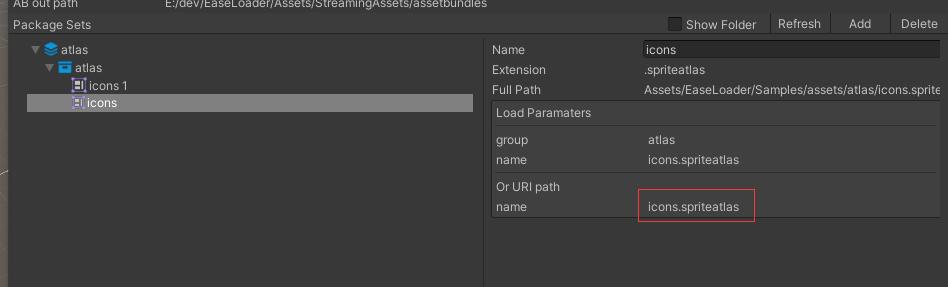 AB out path E:/dev/EaseLoader/Assets/StreamingAssets/assetbundles
Package Sets Show Folder Refresh Add Delete
atlas
atlas
icons 1
icons
Name icons
Extension .spriteatlas
Full Path Assets/EaseLoader/Samples/assets/atlas/icons.sprite
Load Paramaters
group atlas
name icons.spriteatlas
Or URI path
name icons.spriteatlas